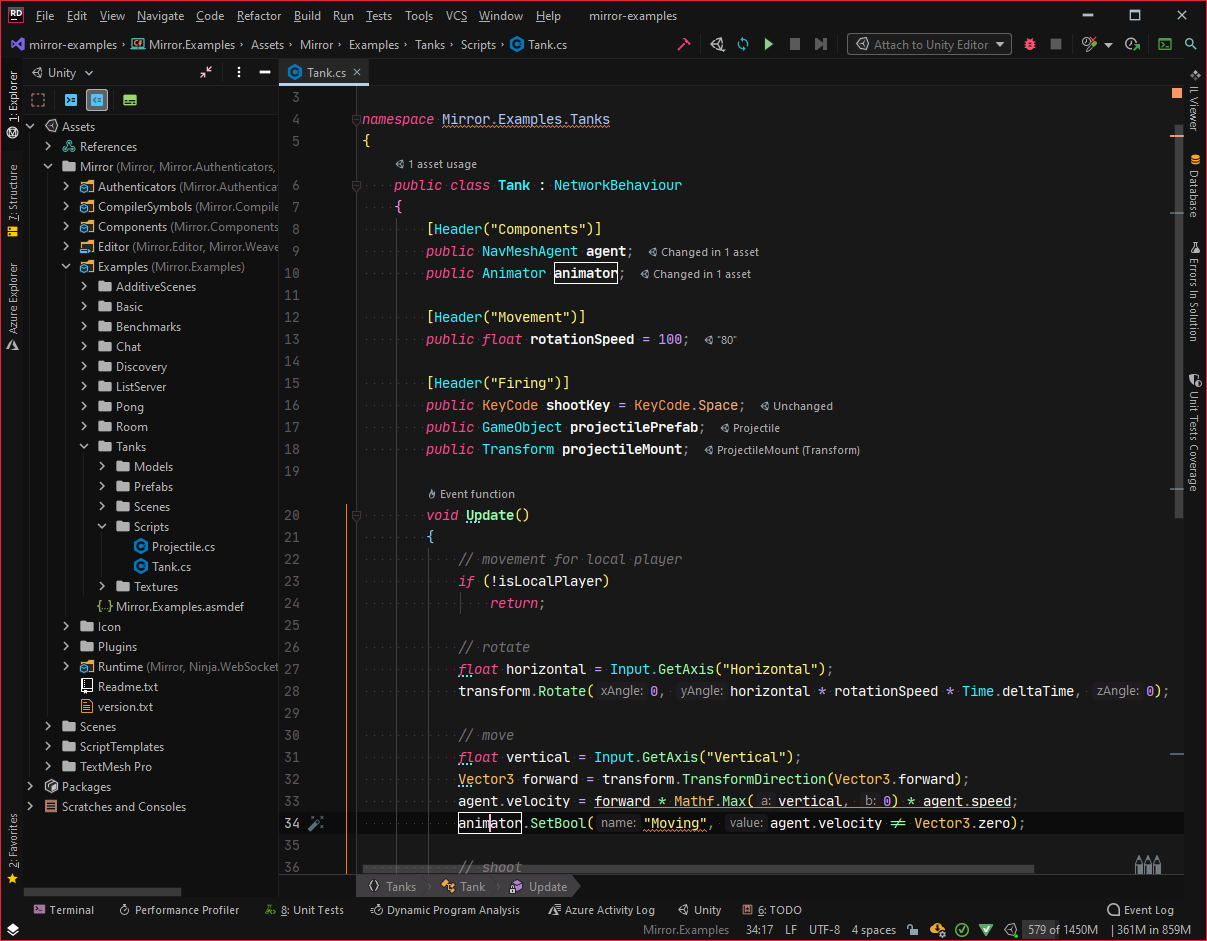 RD File Edit View Navigate Code Refactor Build Run Tests Tools VCS Window Help mirror-examples
mirror-examples › C# Mirror.Examples › Assets › Mirror › Examples › Tanks › Scripts › Tank.cs
Attach to Unity Editor
Unity
Tank.cs
1: Explorer
7: Structure
Azure Explorer
2: Favorites
Assets
References
Mirror (Mirror, Mirror.Authenticators,
Authenticators (Mirror.Authentica
CompilerSymbols (Mirror.Compile
Components (Mirror.Components
Editor (Mirror.Editor, Mirror.Weave
Examples (Mirror.Examples)
AdditiveScenes
Basic
Benchmarks
Chat
Discovery
ListServer
Pong
Room
Tanks
Models
Prefabs
Scenes
Scripts
Projectile.cs
Tank.cs
Textures
{..} Mirror.Examples.asmdef
Icon
Plugins
Runtime (Mirror, Ninja.WebSocket
Readme.txt
version.txt
Scenes
ScriptTemplates
TextMesh Pro
Packages
Scratches and Consoles
3
4 namespace Mirror.Examples.Tanks
5 {
1 asset usage
6 public class Tank : NetworkBehaviour
7 {
8 [Header("Components")]
9 public NavMeshAgent agent; Changed in 1 asset
10 public Animator animator; Changed in 1 asset
11
12 [Header("Movement")]
13 public float rotationSpeed = 100; "80"
14
15 [Header("Firing")]
16 public KeyCode shootKey = KeyCode.Space; Unchanged
17 public GameObject projectilePrefab; Projectile
18 public Transform projectileMount; ProjectileMount (Transform)
19
Event function
20 void Update()
21 {
22 // movement for local player
23 if (!isLocalPlayer)
24 return;
25
26 // rotate
27 float horizontal = Input.GetAxis("Horizontal");
28 transform.Rotate( xAngle: 0, yAngle: horizontal * rotationSpeed * Time.deltaTime, zAngle: 0);
29
30 // move
31 float vertical = Input.GetAxis("Vertical");
32 Vector3 forward = transform.TransformDirection(Vector3.forward);
33 agent.velocity = forward * Mathf.Max( a: vertical, b: 0) * agent.speed;
34 animator.SetBool( name: "Moving", value: agent.velocity ≠ Vector3.zero);
35
36 // shoot
IL Viewer
Database
Errors In Solution
Unit Tests Coverage
Tanks › Tank › Update
Terminal Performance Profiler 8: Unit Tests Dynamic Program Analysis Azure Activity Log Unity 6: TODO Event Log
Mirror.Examples 34:17 LF UTF-8 4 spaces 579 of 1450M | 361M in 859M